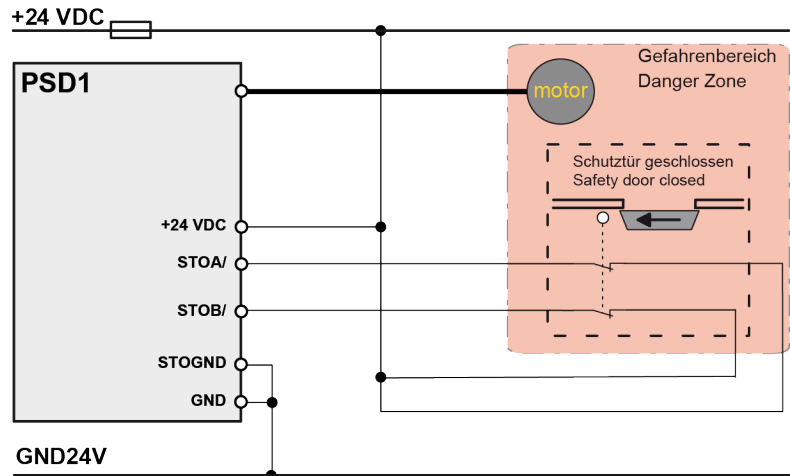 +24 VDC
PSD1
motor
Gefahrenbereich
Danger Zone
Schutztür geschlossen
Safety door closed
+24 VDC
STOA/
STOB/
STOGND
GND
GND24V